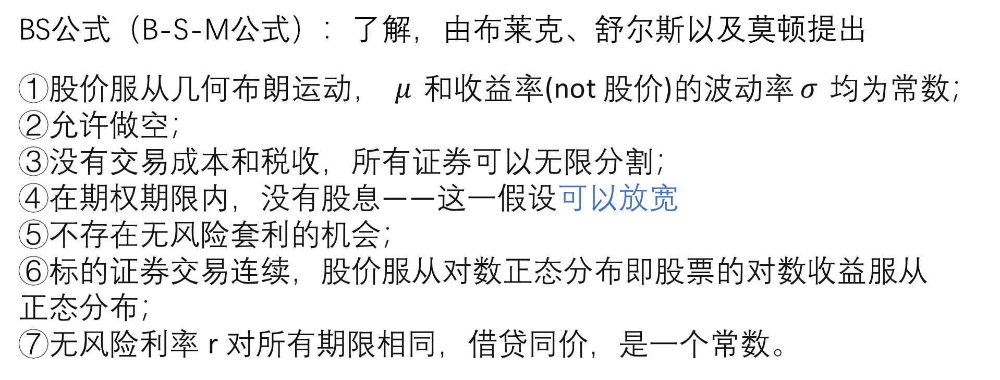 BS公式（B-S-M公式）：了解，由布莱克、舒尔斯以及莫顿提出
①股价服从几何布朗运动， μ 和收益率(not 股价)的波动率 σ 均为常数；
②允许做空；
③没有交易成本和税收，所有证券可以无限分割；
④在期权期限内，没有股息——这一假设可以放宽
⑤不存在无风险套利的机会；
⑥标的证券交易连续，股价服从对数正态分布即股票的对数收益服从
正态分布；
⑦无风险利率 r 对所有期限相同，借贷同价，是一个常数。